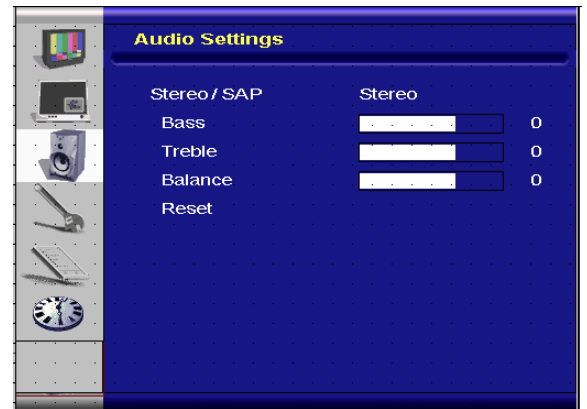 Audio Settings
Stereo / SAP Stereo
Bass 0
Treble 0
Balance 0
Reset